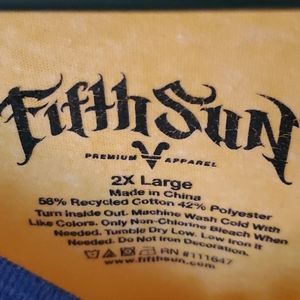 Fifth Sun
PREMIUM APPAREL
2X Large
Made in China
58% Recycled Cotton 42% Polyester
Turn Inside Out. Machine Wash Cold With
Like Colors. Only Non-Chlorine Bleach When
Needed. Tumble Dry Low. Low Iron If
Needed. Do Not Iron Decoration.
RN #111647
www.fifthsun.com